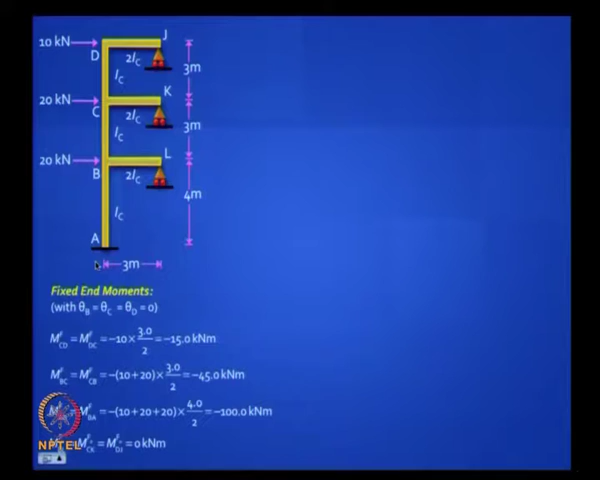 10 kN
J
D
2I_C
I_C
3m
20 kN
K
C
2I_C
I_C
3m
20 kN
L
B
2I_C
I_C
4m
A
3m
Fixed End Moments:
(with θ_B = θ_C = θ_D = 0)
M^F_CD = M^F_DC = −10 × 3.0/2 = −15.0 kNm
M^F_BC = M^F_CB = −(10+20) × 3.0/2 = −45.0 kNm
M^F_BA = −(10+20+20) × 4.0/2 = −100.0 kNm
M^F_CK = M^F_DJ = 0 kNm
NPTEL